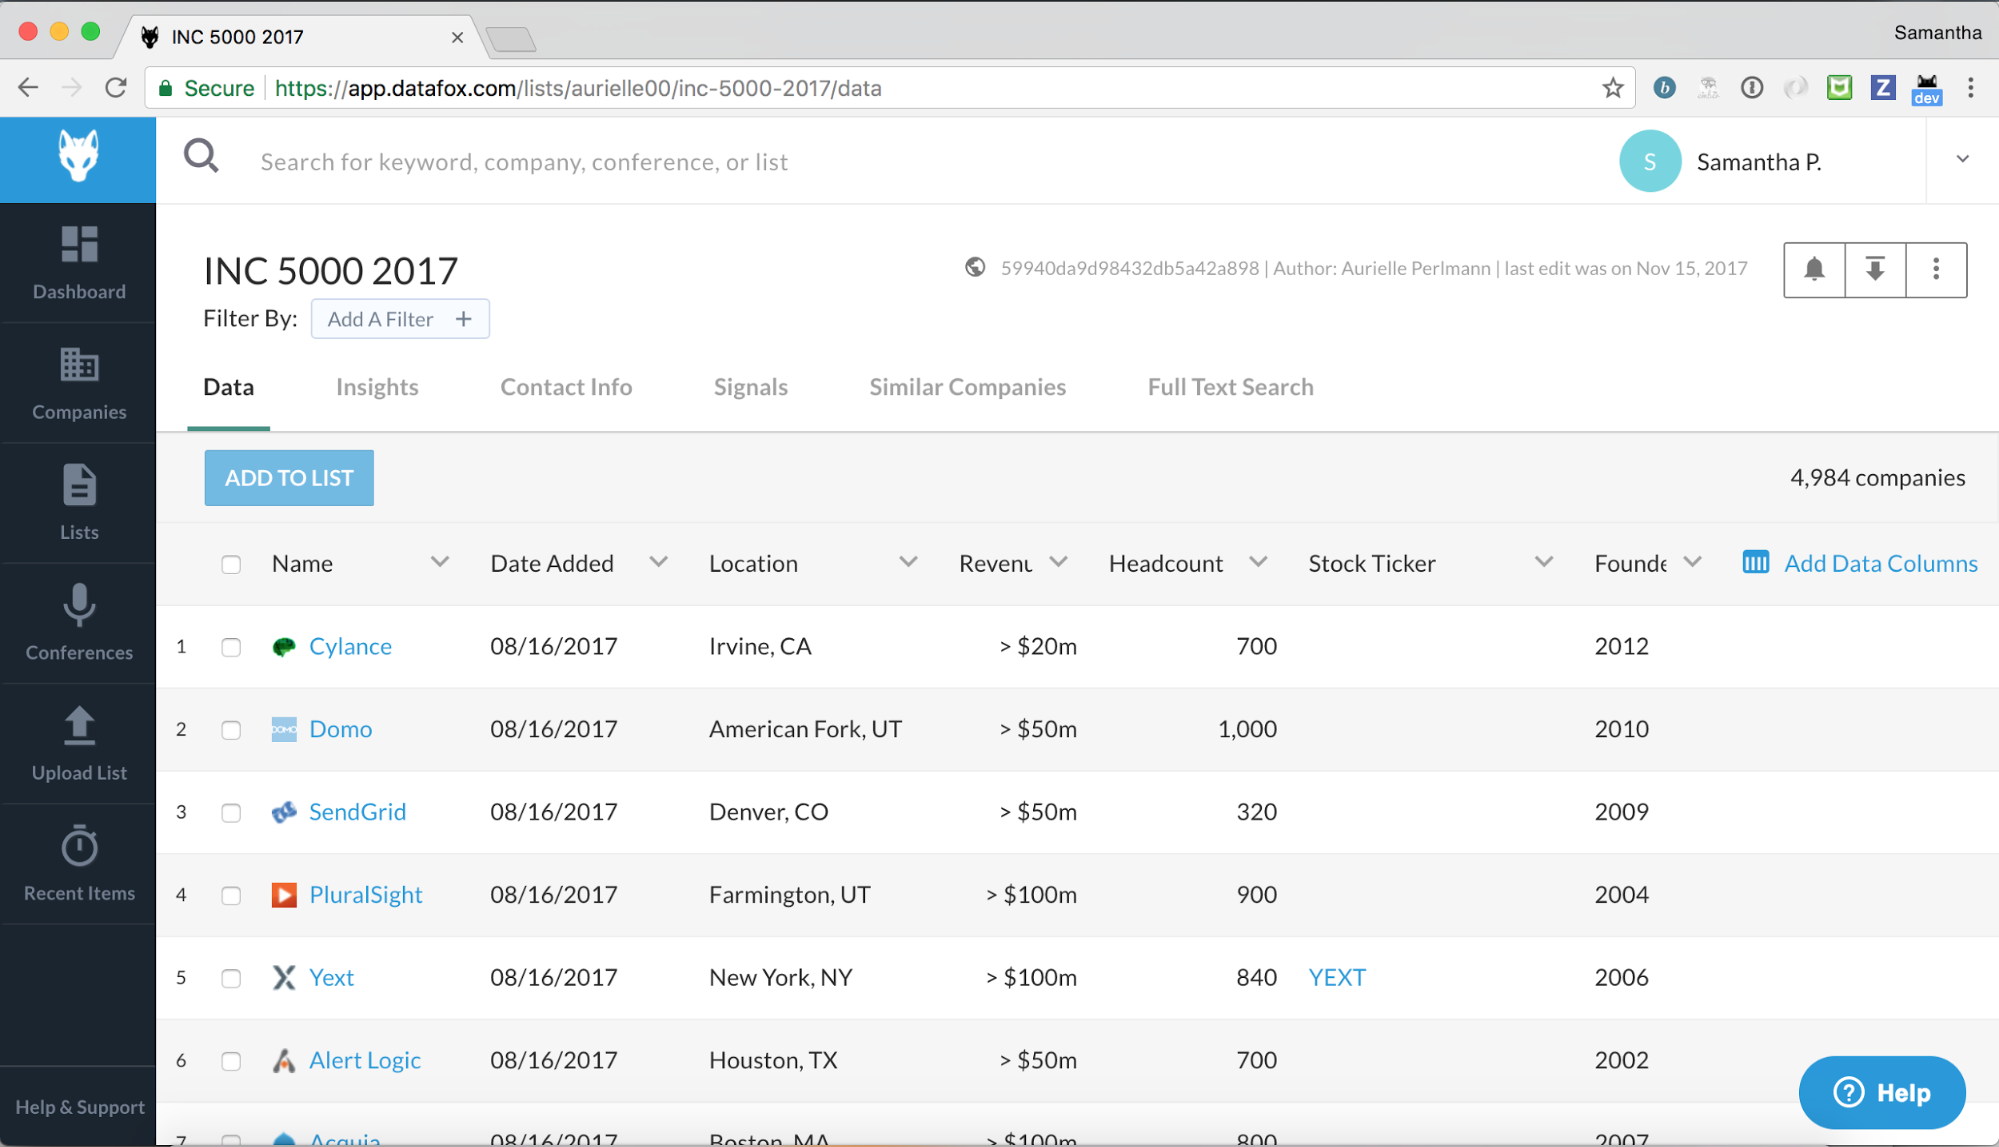 INC 5000 2017
Samantha
Secure https://app.datafox.com/lists/aurielle00/inc-5000-2017/data
b
Z
dev
Search for keyword, company, conference, or list
S Samantha P.
INC 5000 2017
59940da9d98432db5a42a898 | Author: Aurielle Perlmann | last edit was on Nov 15, 2017
Filter By: Add A Filter +
Data Insights Contact Info Signals Similar Companies Full Text Search
ADD TO LIST 4,984 companies
Name Date Added Location Revenu Headcount Stock Ticker Founde Add Data Columns
1 Cylance 08/16/2017 Irvine, CA > $20m 700 2012
2 DOMO Domo 08/16/2017 American Fork, UT > $50m 1,000 2010
3 SendGrid 08/16/2017 Denver, CO > $50m 320 2009
4 PluralSight 08/16/2017 Farmington, UT > $100m 900 2004
5 Yext 08/16/2017 New York, NY > $100m 840 YEXT 2006
6 Alert Logic 08/16/2017 Houston, TX > $50m 700 2002
7 Acquia 08/16/2017 Boston, MA > $100m 800 2007
Dashboard
Companies
Lists
Conferences
Upload List
Recent Items
Help & Support
? Help